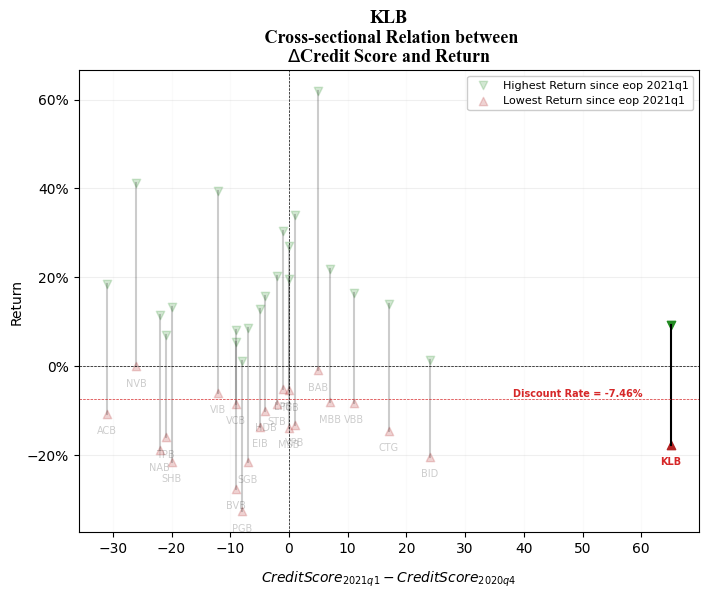 KLB
Cross-sectional Relation between
ΔCredit Score and Return
Highest Return since eop 2021q1
Lowest Return since eop 2021q1
60%
40%
20%
0%
−20%
Return
Discount Rate = -7.46%
NVB
BAB
VIB
MBB
VBB
ACB
VCB
STB
EIB
CTG
NAB
SHB
SGB
BID
KLB
BVB
PGB
−30
−20
−10
0
10
20
30
40
50
60
CreditScore2021q1 − CreditScore2020q4